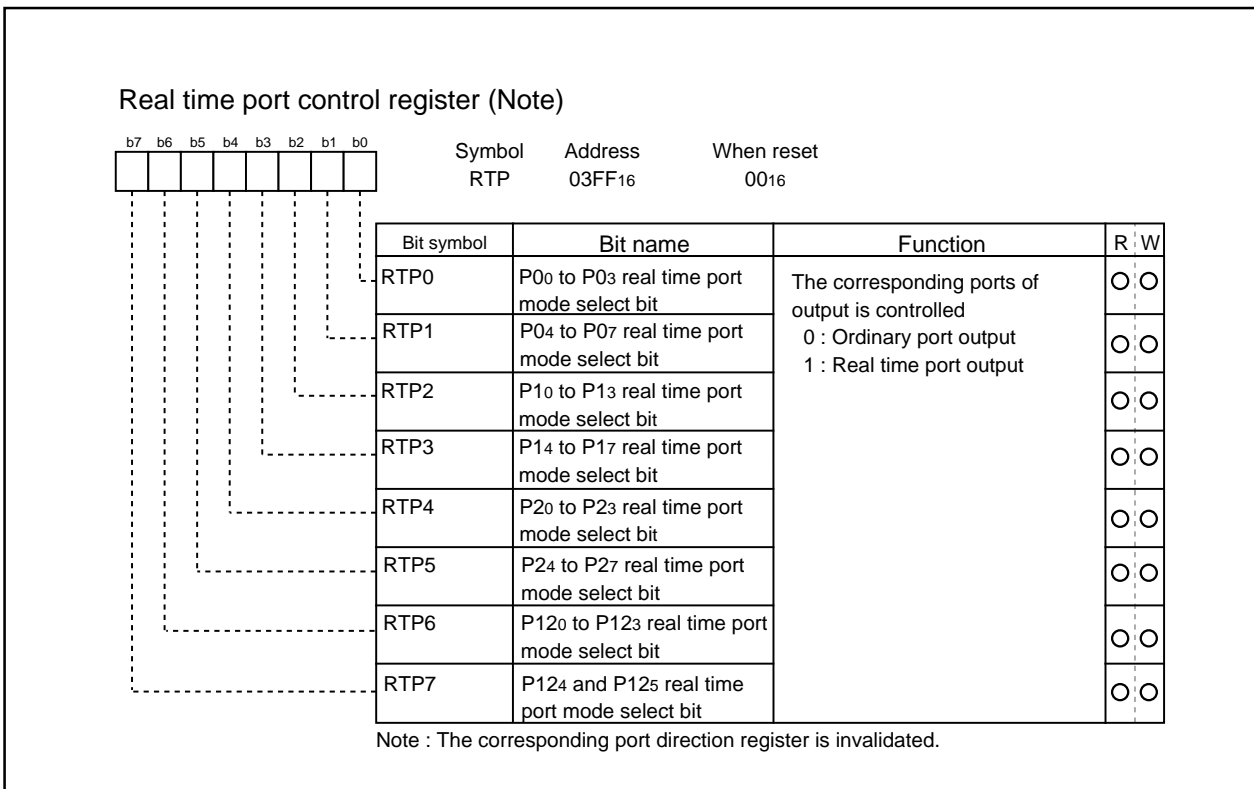 Real time port control register (Note)
b7 b6 b5 b4 b3 b2 b1 b0
Symbol Address When reset
RTP 03FF16 0016
Bit symbol Bit name Function R W
RTP0 P00 to P03 real time port
mode select bit
The corresponding ports of
output is controlled
0 : Ordinary port output
1 : Real time port output
RTP1 P04 to P07 real time port
mode select bit
RTP2 P10 to P13 real time port
mode select bit
RTP3 P14 to P17 real time port
mode select bit
RTP4 P20 to P23 real time port
mode select bit
RTP5 P24 to P27 real time port
mode select bit
RTP6 P120 to P123 real time port
mode select bit
RTP7 P124 and P125 real time
port mode select bit
Note : The corresponding port direction register is invalidated.